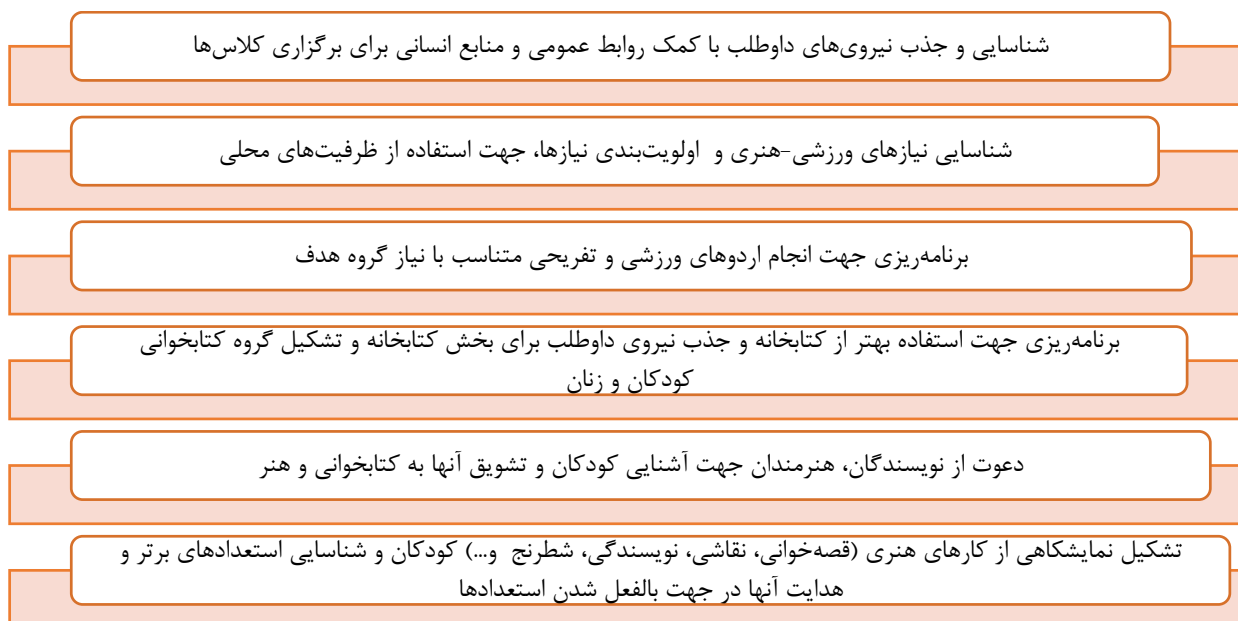 شناسایی و جذب نیروی‌های داوطلب با کمک روابط عمومی و منابع انسانی برای برگزاری کلاس‌ها
شناسایی نیازهای ورزشی-هنری و اولویت‌بندی نیازها، جهت استفاده از ظرفیت‌های محلی
برنامه‌ریزی جهت انجام اردوهای ورزشی و تفریحی متناسب با نیاز گروه هدف
برنامه‌ریزی جهت استفاده بهتر از کتابخانه و جذب نیروی داوطلب برای بخش کتابخانه و تشکیل گروه کتابخوانی
کودکان و زنان
دعوت از نویسندگان، هنرمندان جهت آشنایی کودکان و تشویق آنها به کتابخوانی و هنر
تشکیل نمایشگاهی از کارهای هنری (قصه‌خوانی، نقاشی، نویسندگی، شطرنج و...) کودکان و شناسایی استعدادهای برتر و
هدایت آنها در جهت بالفعل شدن استعدادها